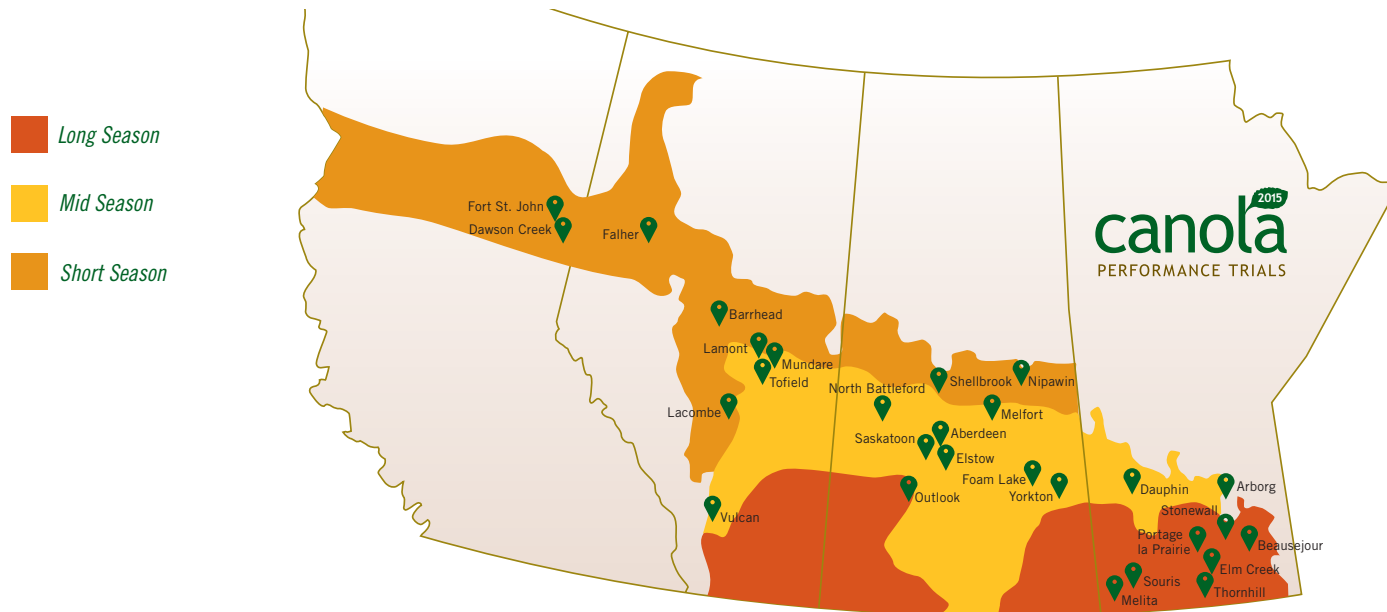 Long Season
Mid Season
Short Season
2015
canola
PERFORMANCE TRIALS
Fort St. John
Dawson Creek
Falher
Barrhead
Lamont
Mundare
Tofield
Lacombe
Vulcan
North Battleford
Shellbrook
Nipawin
Melfort
Saskatoon
Aberdeen
Elstow
Foam Lake
Yorkton
Outlook
Dauphin
Arborg
Stonewall
Portage
la Prairie
Beausejour
Elm Creek
Souris
Thornhill
Melita